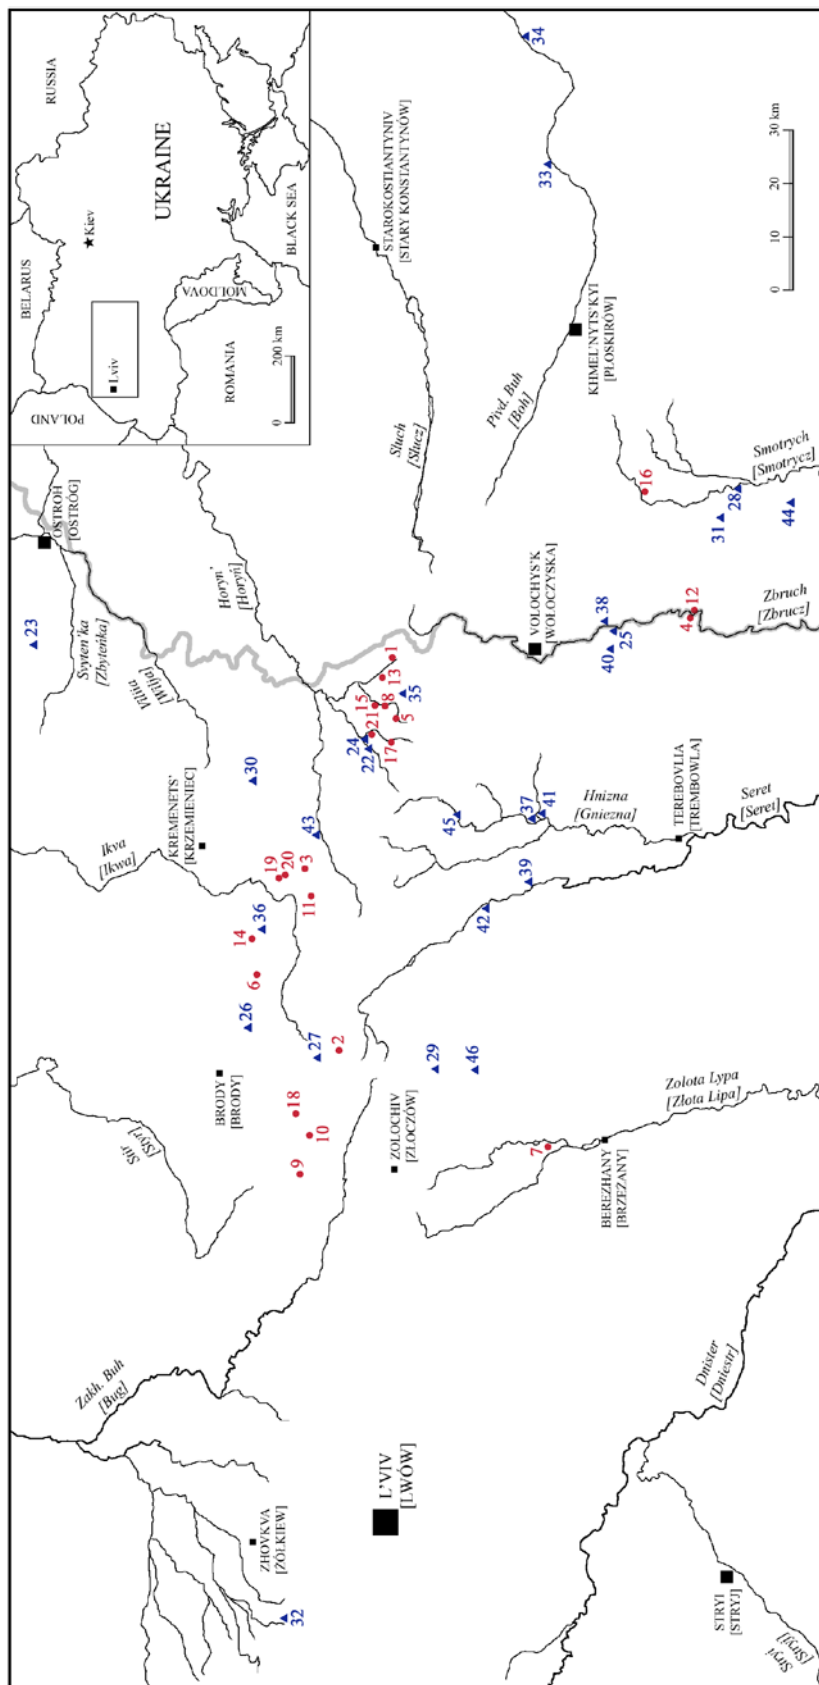 RUSSIA
BELARUS
Kiev
UKRAINE
POLAND
Lviv
MOLDOVA
ROMANIA
BLACK SEA
0
200 km
34
33
STAROKOSTIANTYNIV
[STARY KONSTANTYNÓW]
0
10
20
30 km
KHMEL'NYTS'KYI
[PŁOSKIRÓW]
Pivd. Buh
[Boh]
Sluch
[Słucz]
Smotrych
[Smotrycz]
16
28
31
44
OSTROH
[OSTRÓG]
23
Svyten'ka
[Zbyteńka]
Viliia
[Wilja]
Horyn'
[Horyń]
VOLOCHYS'K
[WOŁOCZYSKA]
38
25
40
12
4
Zbruch
[Zbrucz]
1
13
35
15
8
5
21
24
22
17
30
KREMENETS'
[KRZEMIENIEC]
Ikva
[Ikwa]
43
45
37
41
Hnizna
[Gniezna]
TEREBOVLIA
[TREMBOWLA]
Seret
[Seret]
19
20
3
11
39
42
36
14
6
26
27
2
29
46
BRODY
[BRODY]
Stir
[Styr]
18
10
9
ZOLOCHIV
[ZŁOCZÓW]
7
BEREZHANY
[BRZEŻANY]
Zolota Lypa
[Złota Lipa]
Zakh. Buh
[Bug]
L'VIV
[LWÓW]
ZHOVKVA
[ŻÓŁKIEW]
32
Dnister
[Dniestr]
STRYI
[STRYJ]
Stryi
[Stryj]